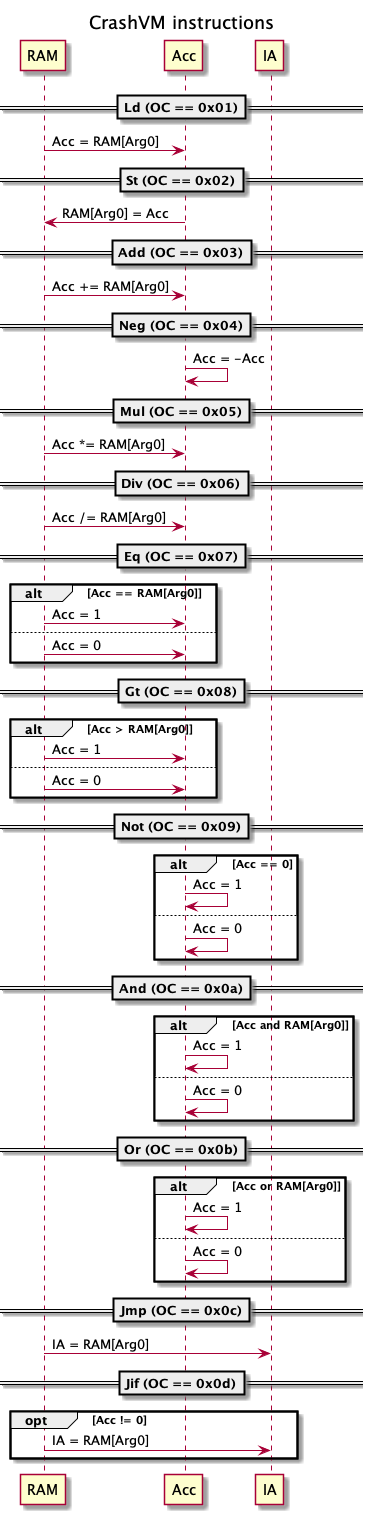 CrashVM instructions
RAM Acc IA
Ld (OC == 0x01)
Acc = RAM[Arg0]
St (OC == 0x02)
RAM[Arg0] = Acc
Add (OC == 0x03)
Acc += RAM[Arg0]
Neg (OC == 0x04)
Acc = -Acc
Mul (OC == 0x05)
Acc *= RAM[Arg0]
Div (OC == 0x06)
Acc /= RAM[Arg0]
Eq (OC == 0x07)
alt [Acc == RAM[Arg0]]
Acc = 1
Acc = 0
Gt (OC == 0x08)
alt [Acc > RAM[Arg0]]
Acc = 1
Acc = 0
Not (OC == 0x09)
alt [Acc == 0]
Acc = 1
Acc = 0
And (OC == 0x0a)
alt [Acc and RAM[Arg0]]
Acc = 1
Acc = 0
Or (OC == 0x0b)
alt [Acc or RAM[Arg0]]
Acc = 1
Acc = 0
Jmp (OC == 0x0c)
IA = RAM[Arg0]
Jif (OC == 0x0d)
opt [Acc != 0]
IA = RAM[Arg0]
RAM Acc IA